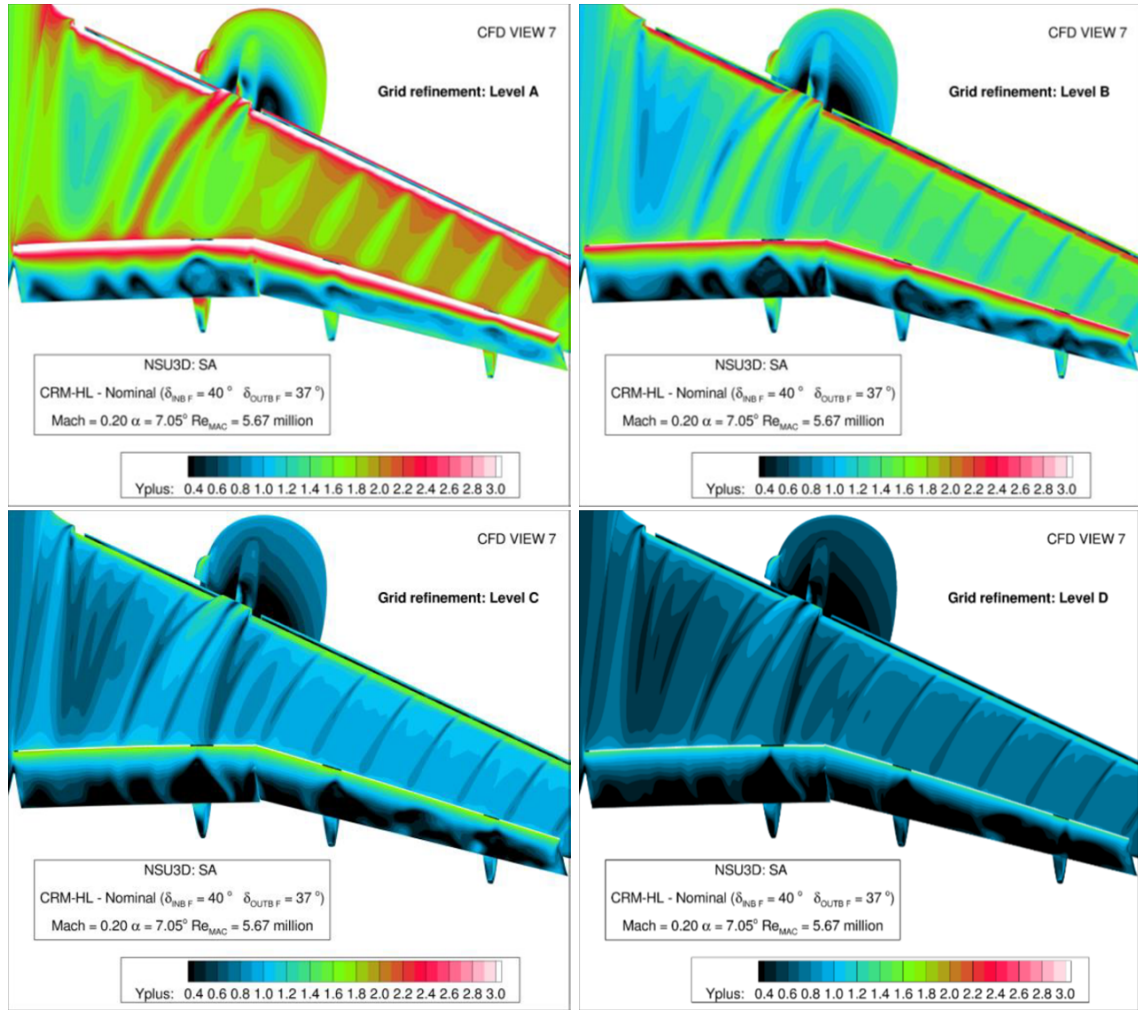 CFD VIEW 7
Grid refinement: Level A
NSU3D: SA
CRM-HL - Nominal (δINB F = 40 ° δOUTB F = 37 °)
Mach = 0.20 α = 7.05° ReMAC = 5.67 million
Yplus: 0.4 0.6 0.8 1.0 1.2 1.4 1.6 1.8 2.0 2.2 2.4 2.6 2.8 3.0
CFD VIEW 7
Grid refinement: Level B
NSU3D: SA
CRM-HL - Nominal (δINB F = 40 ° δOUTB F = 37 °)
Mach = 0.20 α = 7.05° ReMAC = 5.67 million
Yplus: 0.4 0.6 0.8 1.0 1.2 1.4 1.6 1.8 2.0 2.2 2.4 2.6 2.8 3.0
CFD VIEW 7
Grid refinement: Level C
NSU3D: SA
CRM-HL - Nominal (δINB F = 40 ° δOUTB F = 37 °)
Mach = 0.20 α = 7.05° ReMAC = 5.67 million
Yplus: 0.4 0.6 0.8 1.0 1.2 1.4 1.6 1.8 2.0 2.2 2.4 2.6 2.8 3.0
CFD VIEW 7
Grid refinement: Level D
NSU3D: SA
CRM-HL - Nominal (δINB F = 40 ° δOUTB F = 37 °)
Mach = 0.20 α = 7.05° ReMAC = 5.67 million
Yplus: 0.4 0.6 0.8 1.0 1.2 1.4 1.6 1.8 2.0 2.2 2.4 2.6 2.8 3.0